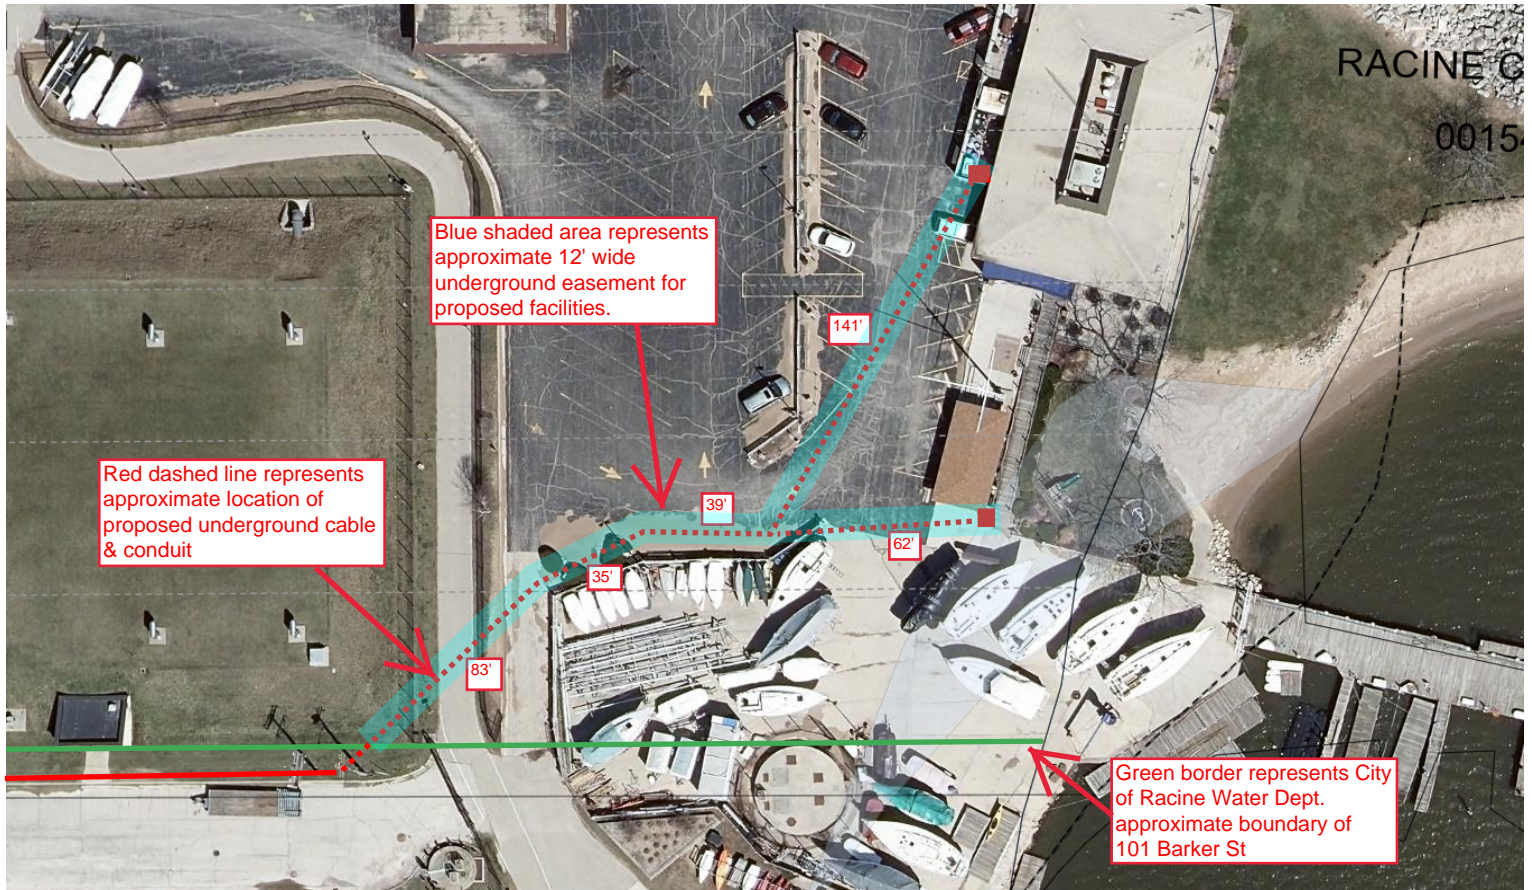 RACINE C
0015
Blue shaded area represents
approximate 12' wide
underground easement for
proposed facilities.
141'
Red dashed line represents
approximate location of
proposed underground cable
& conduit
39'
62'
35'
83'
Green border represents City
of Racine Water Dept.
approximate boundary of
101 Barker St